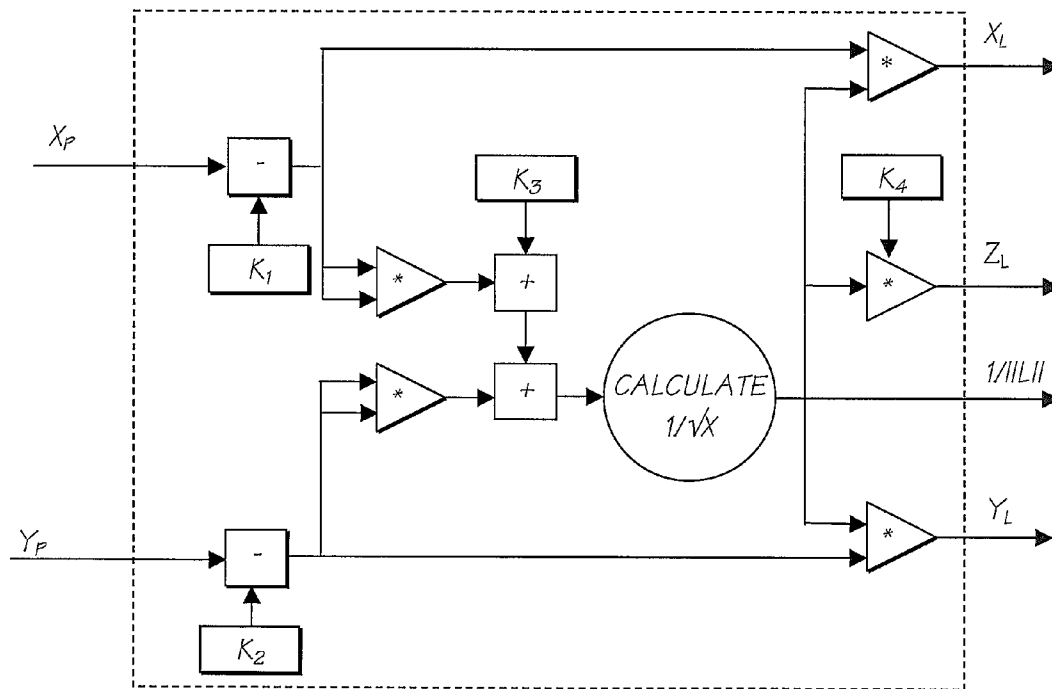 X_L
*
X_P
-
K_3
K_4
K_1
*
+
*
Z_L
*
+
CALCULATE
1/√X
1/||L||
Y_P
-
*
Y_L
K_2